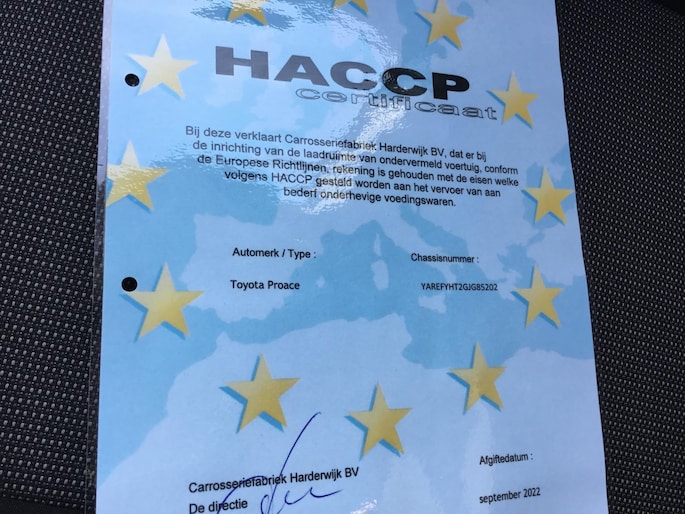 HACCP
certificaat
Bij deze verklaart Carrosseriefabriek Harderwijk BV, dat er bij
de inrichting van de laadruimte van ondervermeld voertuig, conform
de Europese Richtlijnen, rekening is gehouden met de eisen welke
volgens HACCP gesteld worden aan het vervoer van aan
bederf onderhevige voedingswaren.
Automerk / Type :
Chassisnummer :
Toyota Proace
YAREFYHT2GJG85202
Carrosseriefabriek Harderwijk BV
De directie
Afgiftedatum :
september 2022